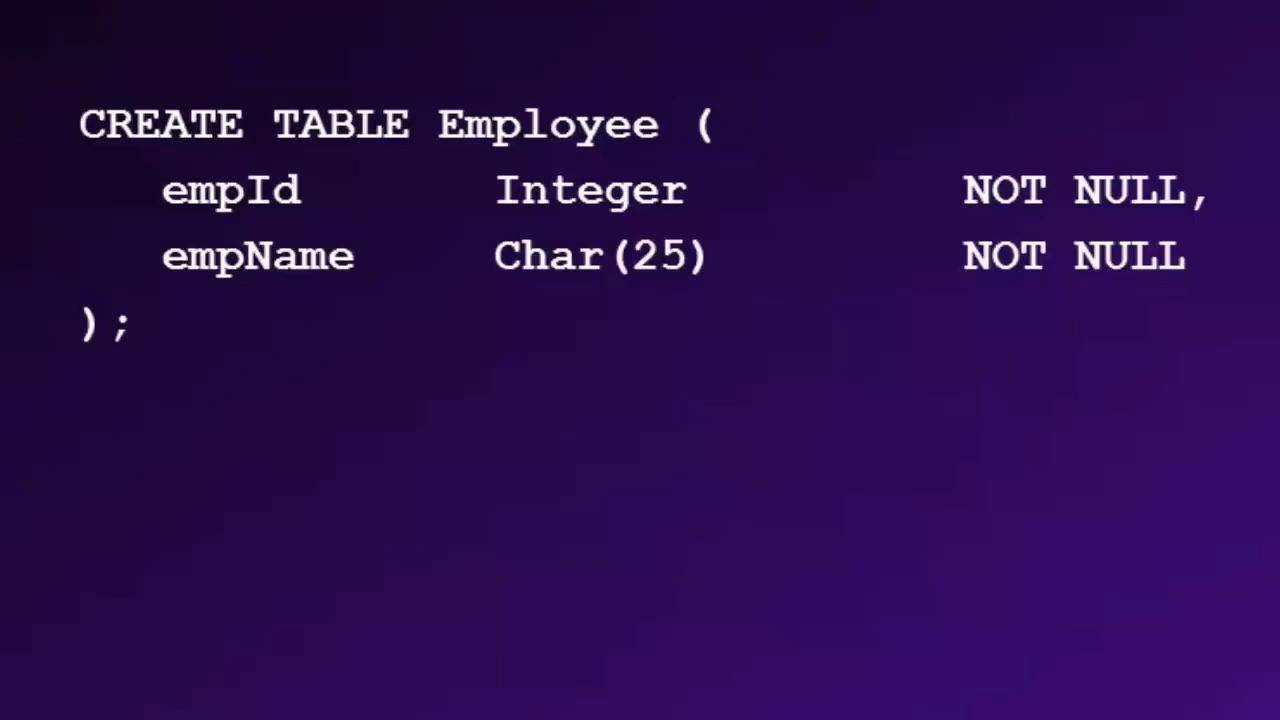 CREATE TABLE Employee (
empId Integer NOT NULL,
empName Char(25) NOT NULL
);